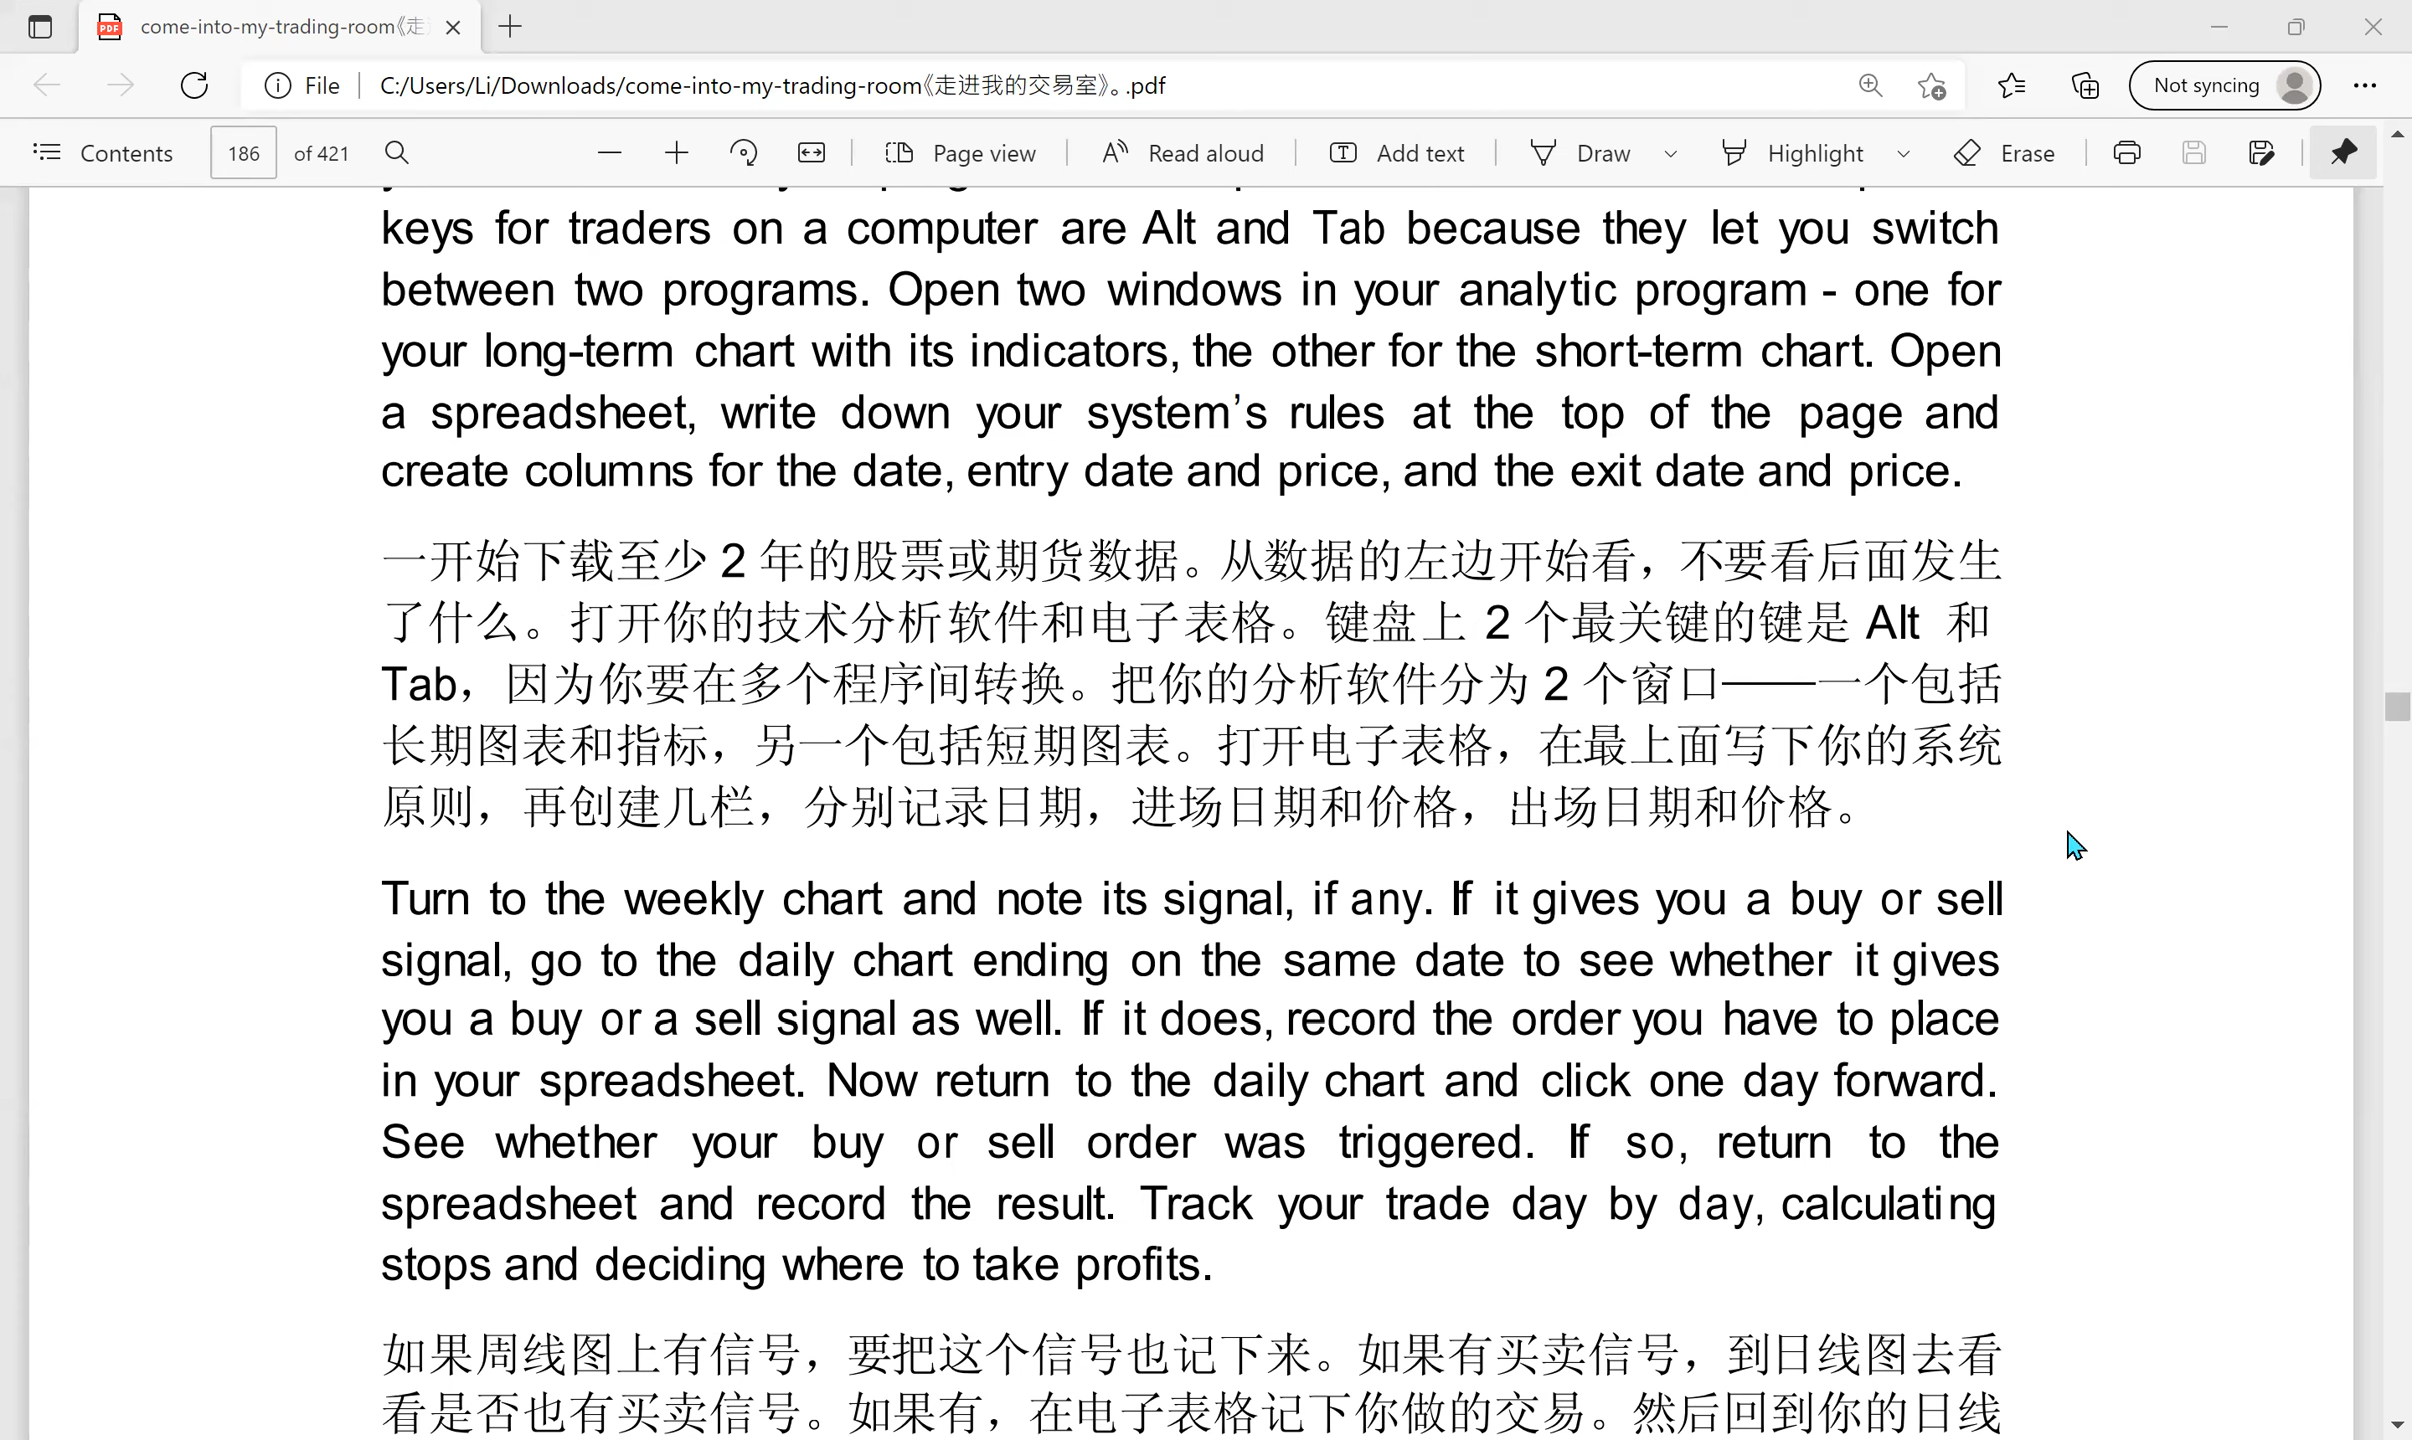 come-into-my-trading-room《走
File
C:/Users/Li/Downloads/come-into-my-trading-room《走进我的交易室》。.pdf
Not syncing
Contents
186
of 421
Page view
Read aloud
Add text
Draw
Highlight
Erase
keys for traders on a computer are Alt and Tab because they let you switch
between two programs. Open two windows in your analytic program - one for
your long-term chart with its indicators, the other for the short-term chart. Open
a spreadsheet, write down your system’s rules at the top of the page and
create columns for the date, entry date and price, and the exit date and price.
一开始下载至少 2 年的股票或期货数据。从数据的左边开始看，不要看后面发生
了什么。打开你的技术分析软件和电子表格。键盘上 2 个最关键的键是 Alt 和
Tab，因为你要在多个程序间转换。把你的分析软件分为 2 个窗口——一个包括
长期图表和指标，另一个包括短期图表。打开电子表格，在最上面写下你的系统
原则，再创建几栏，分别记录日期，进场日期和价格，出场日期和价格。
Turn to the weekly chart and note its signal, if any. If it gives you a buy or sell
signal, go to the daily chart ending on the same date to see whether it gives
you a buy or a sell signal as well. If it does, record the order you have to place
in your spreadsheet. Now return to the daily chart and click one day forward.
See whether your buy or sell order was triggered. If so, return to the
spreadsheet and record the result. Track your trade day by day, calculating
stops and deciding where to take profits.
如果周线图上有信号，要把这个信号也记下来。如果有买卖信号，到日线图去看
看是否也有买卖信号。如果有，在电子表格记下你做的交易。然后回到你的日线